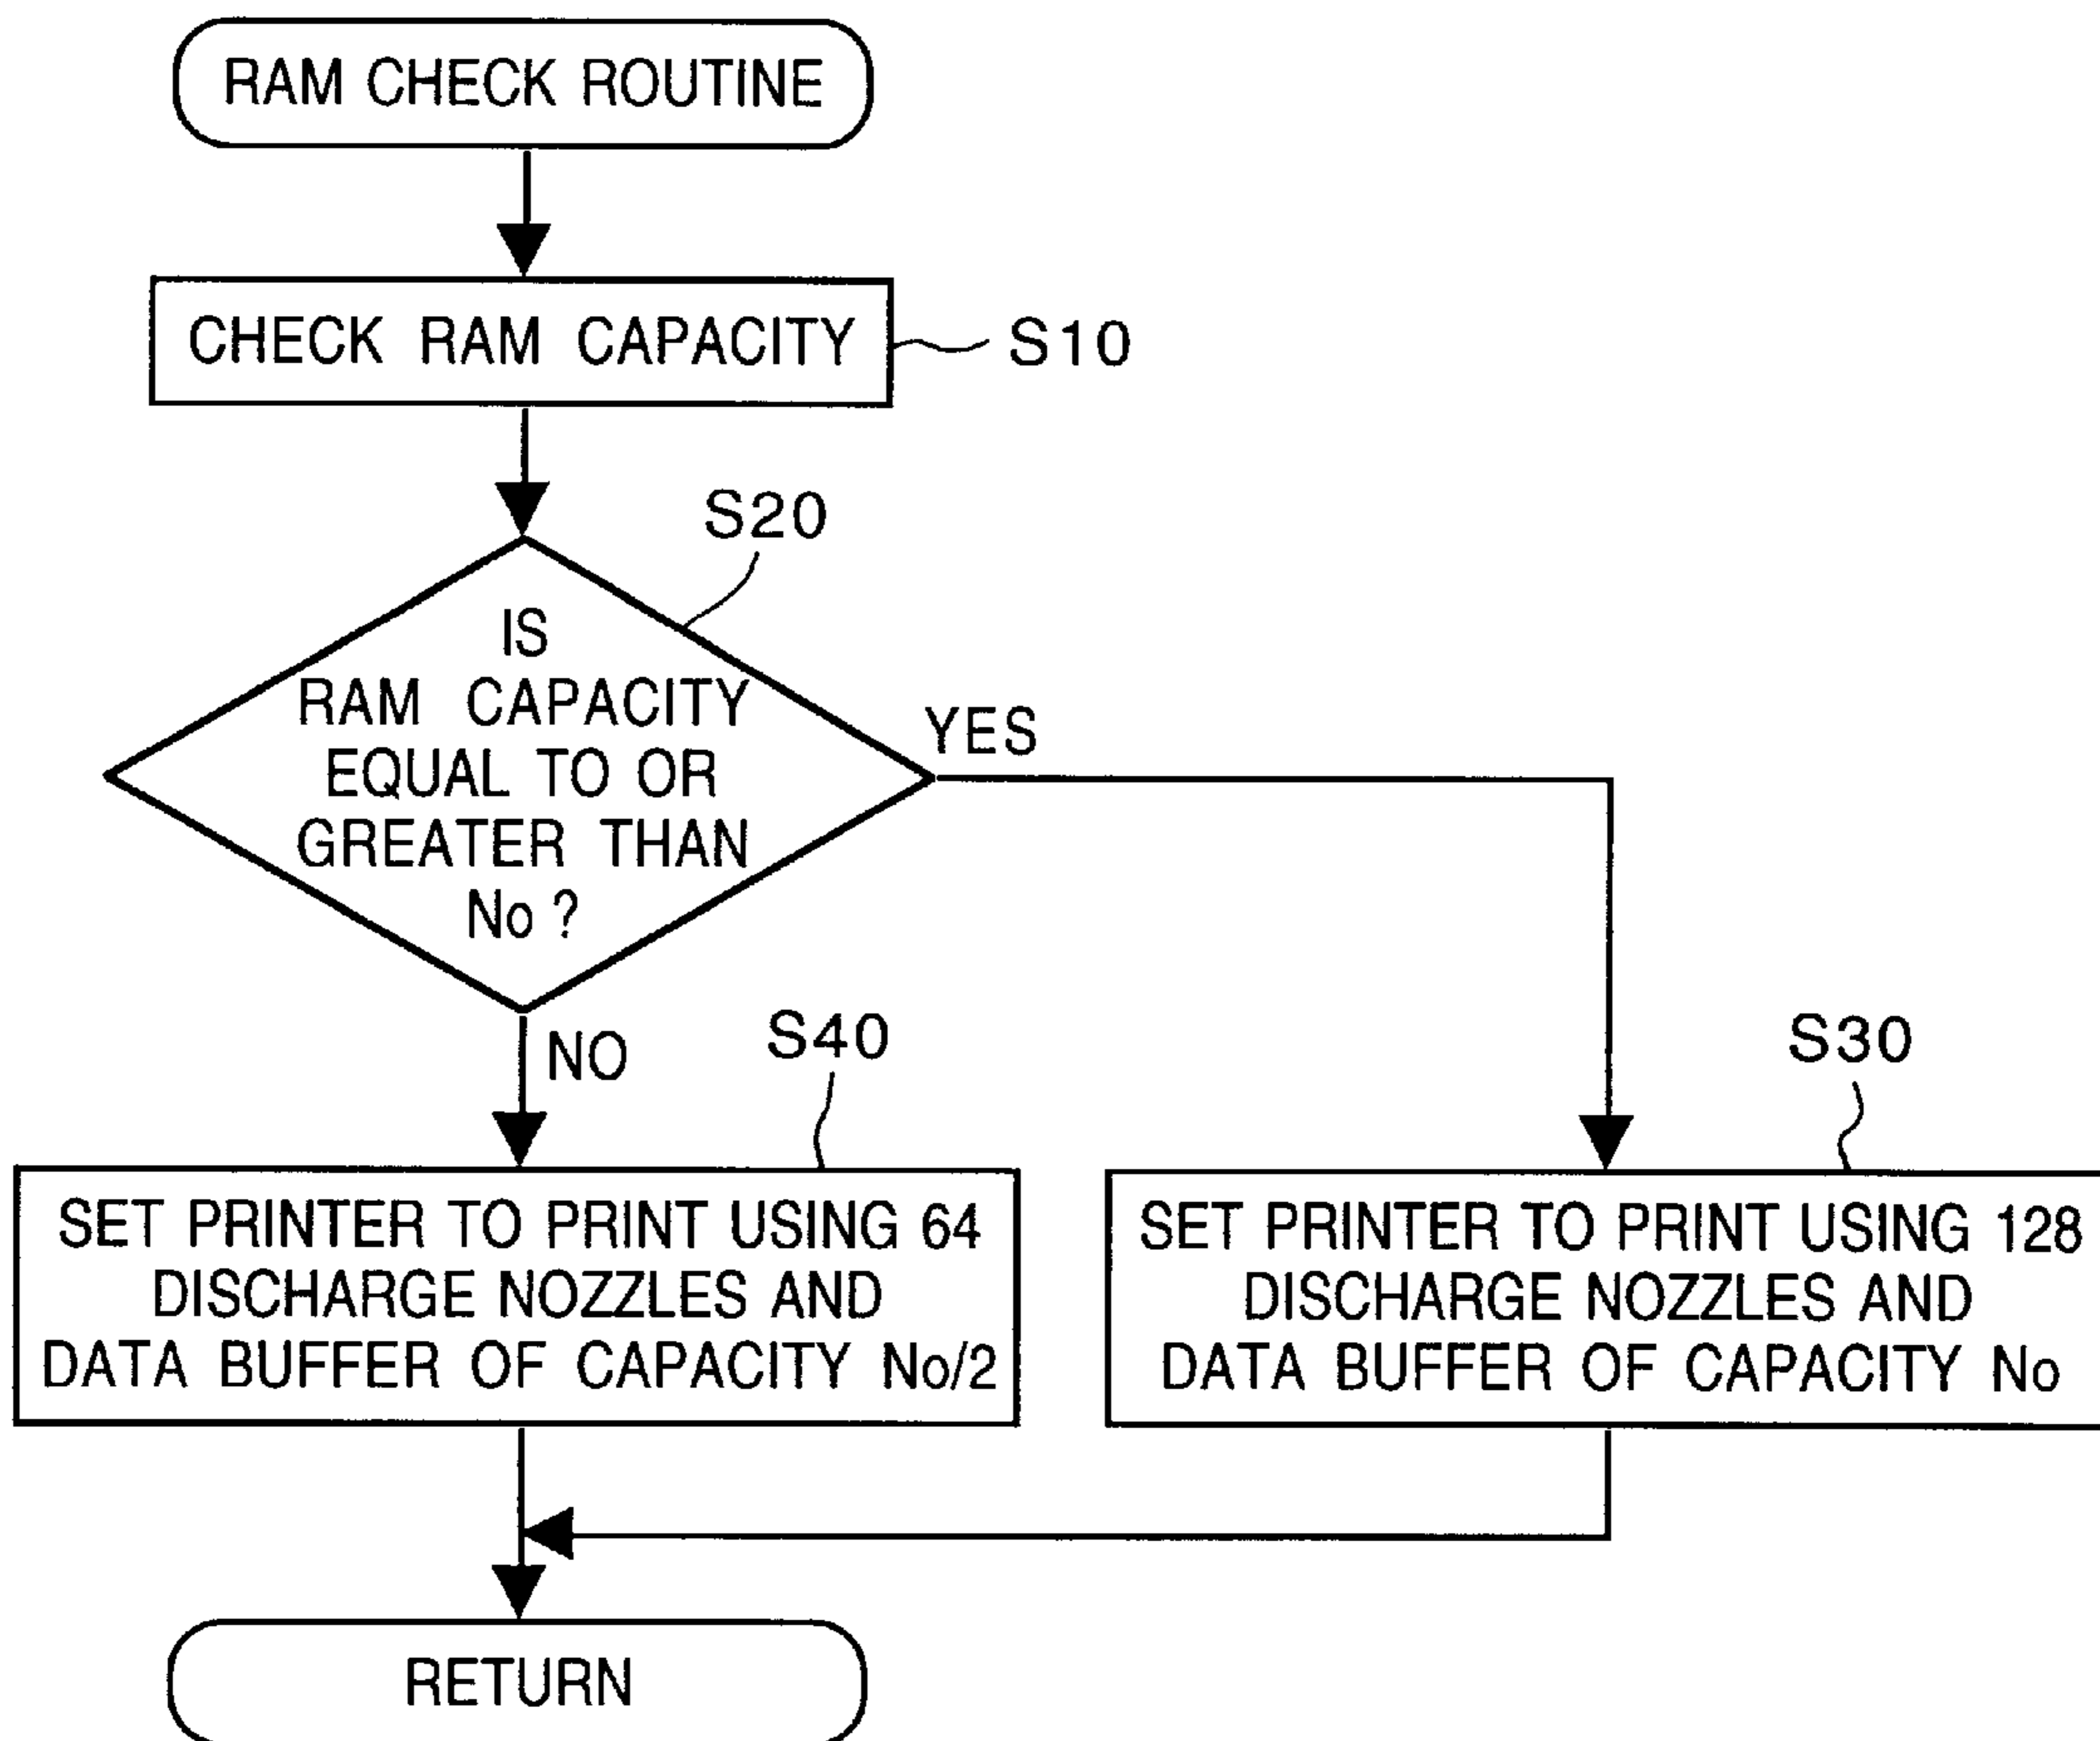 RAM CHECK ROUTINE
CHECK RAM CAPACITY
S10
S20
IS
RAM CAPACITY
EQUAL TO OR
GREATER THAN
No ?
YES
NO
S40
SET PRINTER TO PRINT USING 64
DISCHARGE NOZZLES AND
DATA BUFFER OF CAPACITY No/2
S30
SET PRINTER TO PRINT USING 128
DISCHARGE NOZZLES AND
DATA BUFFER OF CAPACITY No
RETURN